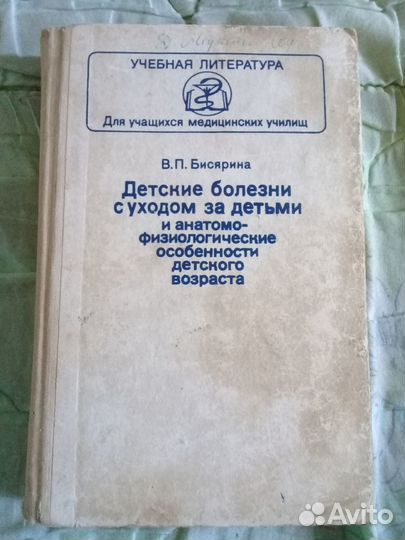 УЧЕБНАЯ ЛИТЕРАТУРА
Для учащихся медицинских училищ
В.П. Бисярина
Детские болезни
с уходом за детьми
и анатомо-
физиологические
особенности
детского
возраста
Avito